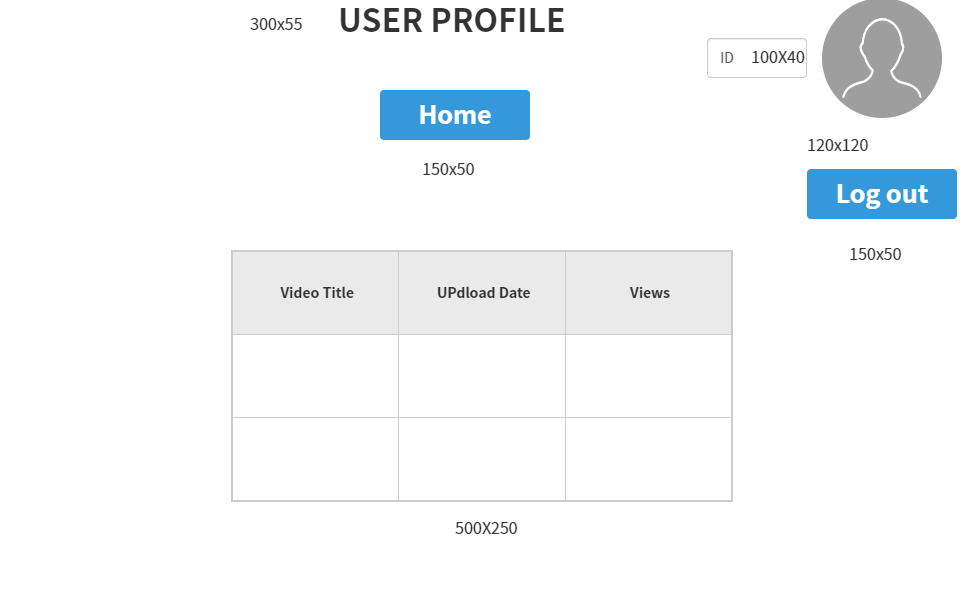 300x55
USER PROFILE
ID
100X40
Home
120x120
150x50
Log out
150x50
Video Title
UPdload Date
Views
500X250